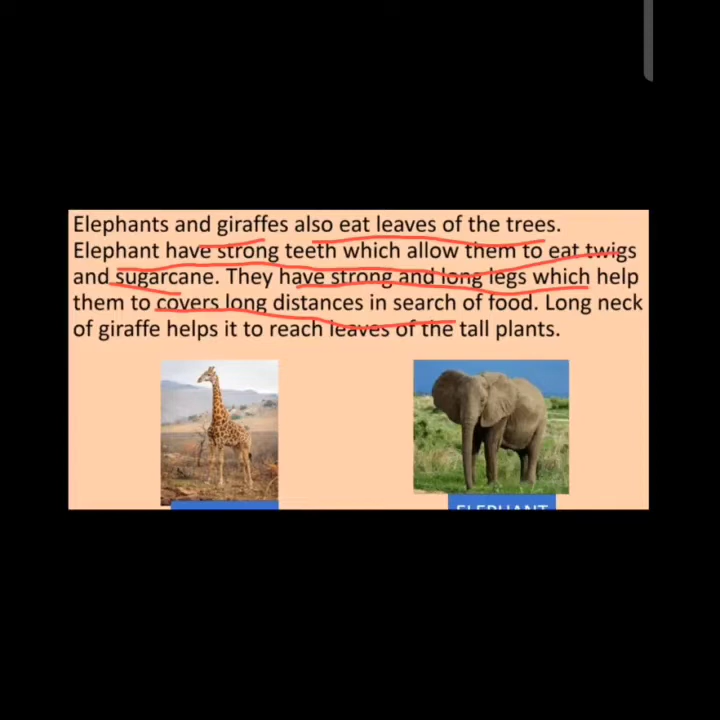 Elephants and giraffes also eat leaves of the trees.
Elephant have strong teeth which allow them to eat twigs
and sugarcane. They have strong and long legs which help
them to covers long distances in search of food. Long neck
of giraffe helps it to reach leaves of the tall plants.
ELEPHANT